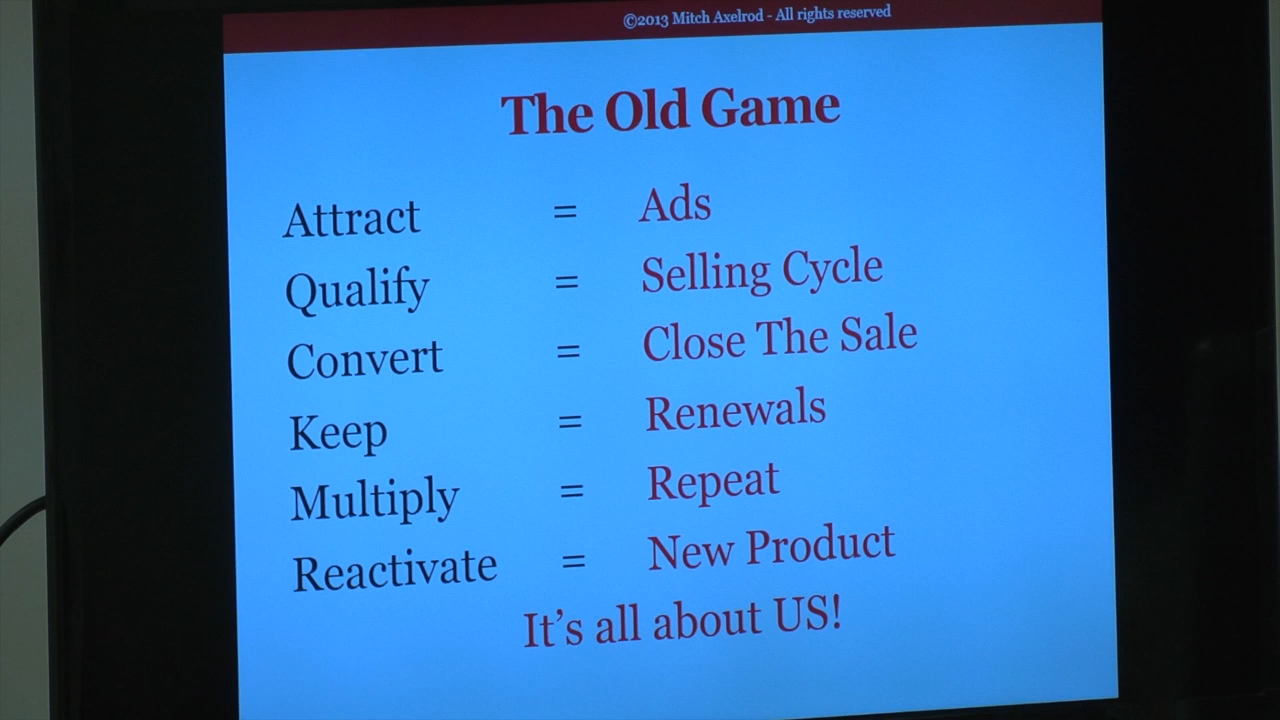 ©2013 Mitch Axelrod - All rights reserved
The Old Game
Attract = Ads
Qualify = Selling Cycle
Convert = Close The Sale
Keep = Renewals
Multiply = Repeat
Reactivate = New Product
It's all about US!